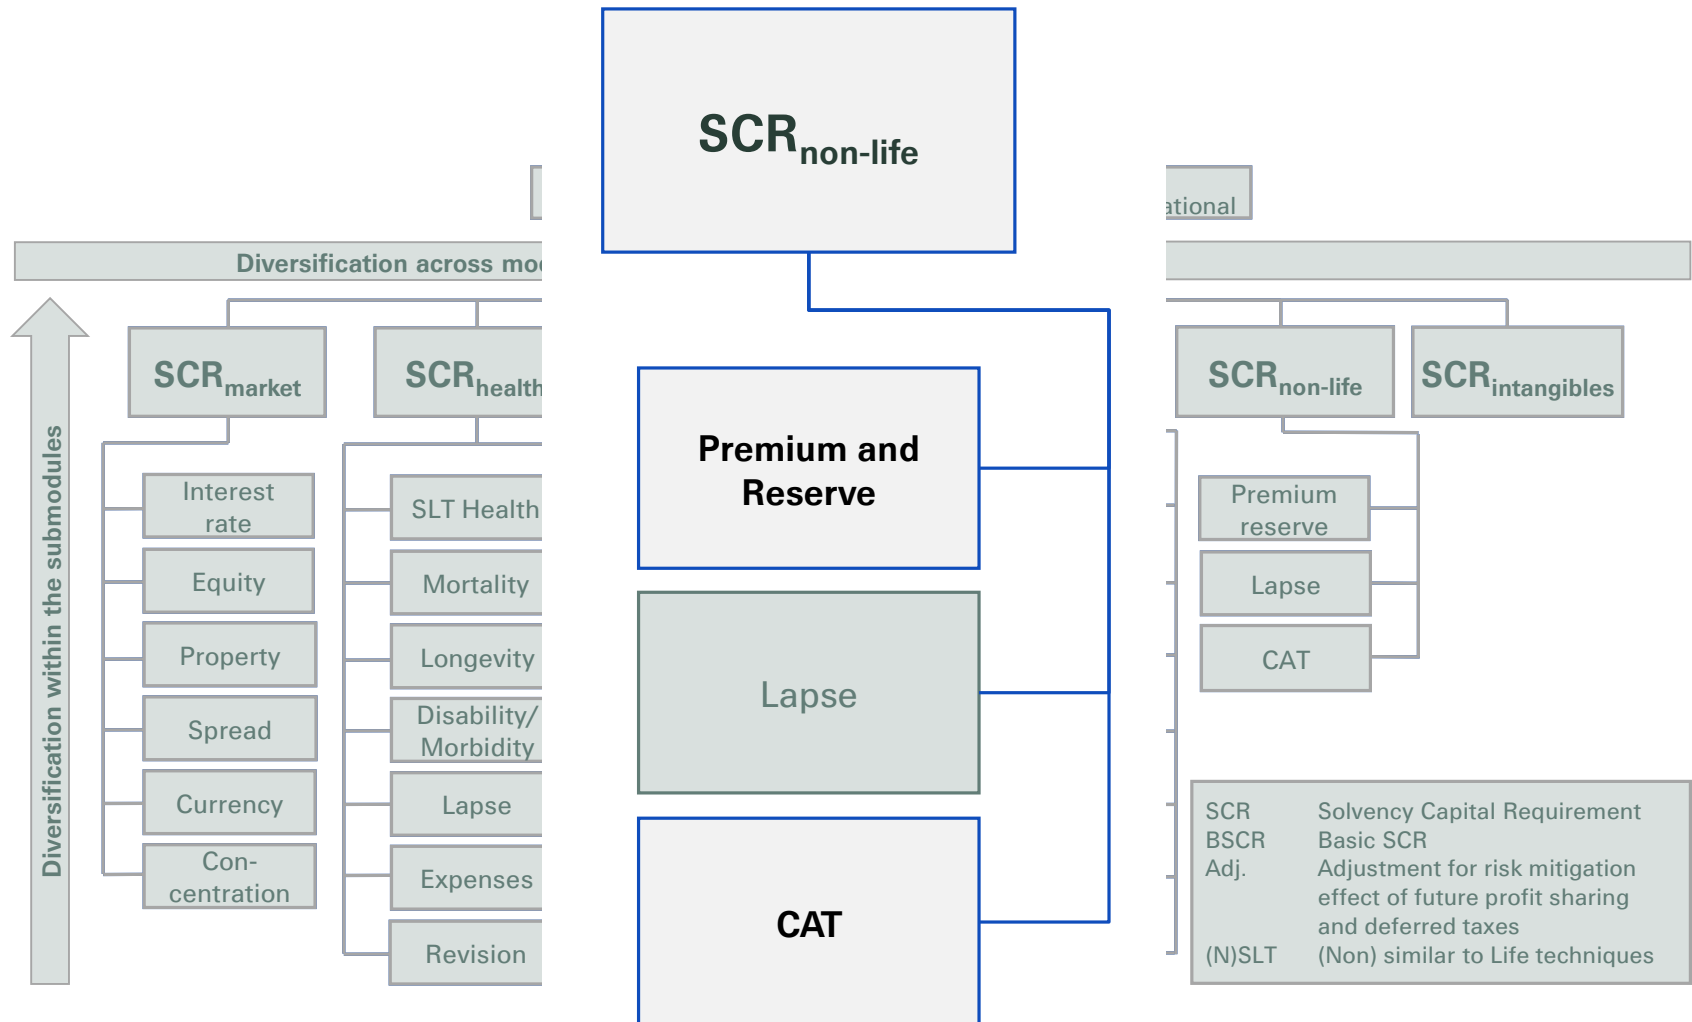 SCRnon-life
ational
Diversification across mod
Diversification within the submodules
SCRmarket
Interest
rate
Equity
Property
Spread
Currency
Con-
centration
SCRhealth
SLT Health
Mortality
Longevity
Disability/
Morbidity
Lapse
Expenses
Revision
Premium and
Reserve
Lapse
CAT
SCRnon-life
Premium
reserve
Lapse
CAT
SCRintangibles
SCR Solvency Capital Requirement
BSCR Basic SCR
Adj. Adjustment for risk mitigation
effect of future profit sharing
and deferred taxes
(N)SLT (Non) similar to Life techniques